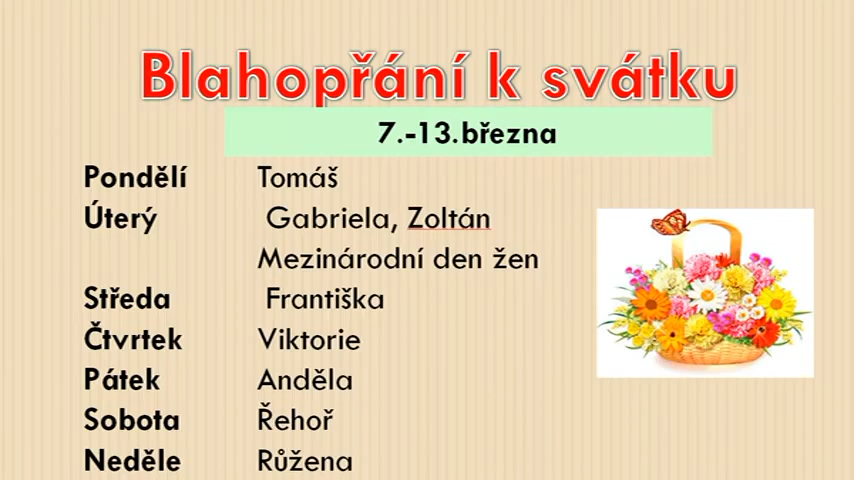 Blahopřání k svátku
7.-13.března
Pondělí Tomáš
Úterý Gabriela, Zoltán
Mezinárodní den žen
Středa Františka
Čtvrtek Viktorie
Pátek Anděla
Sobota Řehoř
Neděle Růžena